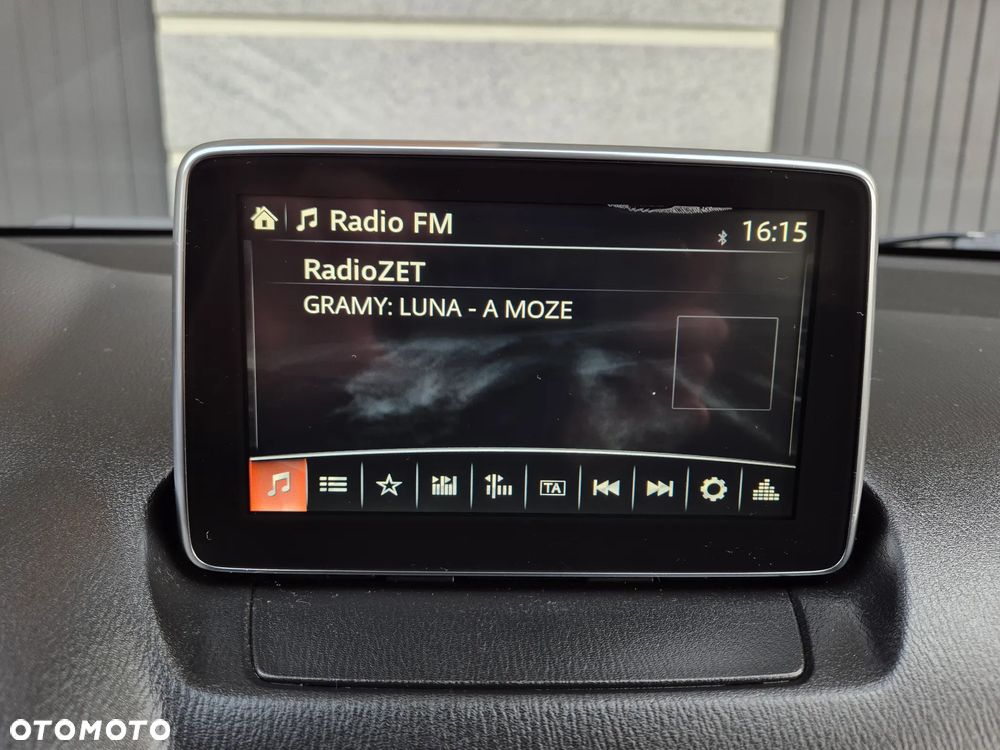 Radio FM
16:15
RadioZET
GRAMY: LUNA - A MOZE
TA
OTOMOTO